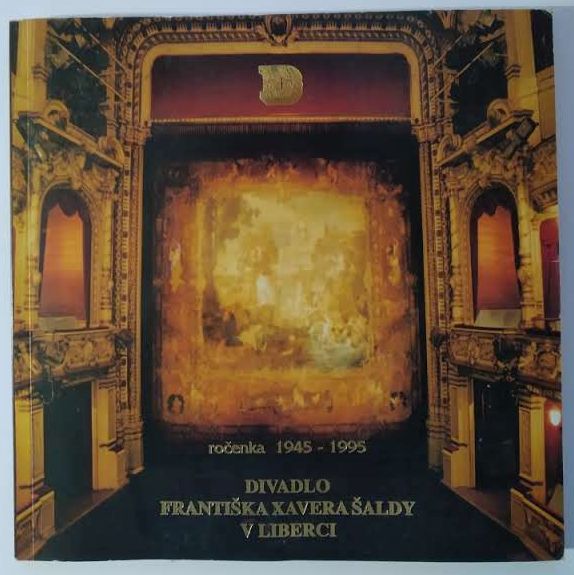 D
ročenka 1945 - 1995
DIVADLO
FRANTIŠKA XAVERA ŠALDY
V LIBERCI